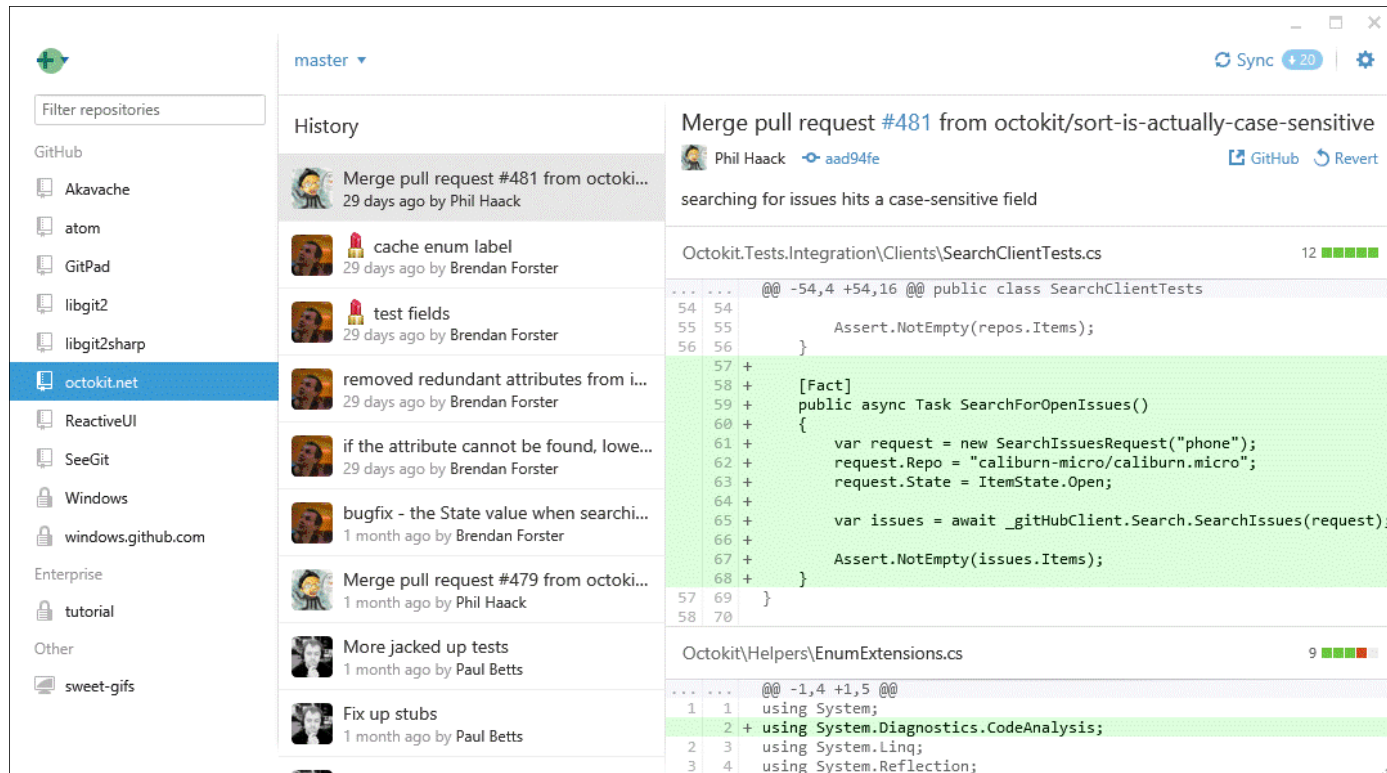 master
Sync 20
Filter repositories
GitHub
Akavache
atom
GitPad
libgit2
libgit2sharp
octokit.net
ReactiveUI
SeeGit
Windows
windows.github.com
Enterprise
tutorial
Other
sweet-gifs
History
Merge pull request #481 from octoki...
29 days ago by Phil Haack
cache enum label
29 days ago by Brendan Forster
test fields
29 days ago by Brendan Forster
removed redundant attributes from i...
29 days ago by Brendan Forster
if the attribute cannot be found, lowe...
29 days ago by Brendan Forster
bugfix - the State value when searchi...
1 month ago by Brendan Forster
Merge pull request #479 from octoki...
1 month ago by Phil Haack
More jacked up tests
1 month ago by Paul Betts
Fix up stubs
1 month ago by Paul Betts
Merge pull request #481 from octokit/sort-is-actually-case-sensitive
Phil Haack aad94fe GitHub Revert
searching for issues hits a case-sensitive field
Octokit.Tests.Integration\Clients\SearchClientTests.cs 12
... ... @@ -54,4 +54,16 @@ public class SearchClientTests
54 54
55 55 Assert.NotEmpty(repos.Items);
56 56 }
57 +
58 + [Fact]
59 + public async Task SearchForOpenIssues()
60 + {
61 + var request = new SearchIssuesRequest("phone");
62 + request.Repo = "caliburn-micro/caliburn.micro";
63 + request.State = ItemState.Open;
64 +
65 + var issues = await _gitHubClient.Search.SearchIssues(request);
66 +
67 + Assert.NotEmpty(issues.Items);
68 + }
57 69 }
58 70
Octokit\Helpers\EnumExtensions.cs 9
... ... @@ -1,4 +1,5 @@
1 1 using System;
2 + using System.Diagnostics.CodeAnalysis;
2 3 using System.Linq;
3 4 using System.Reflection;